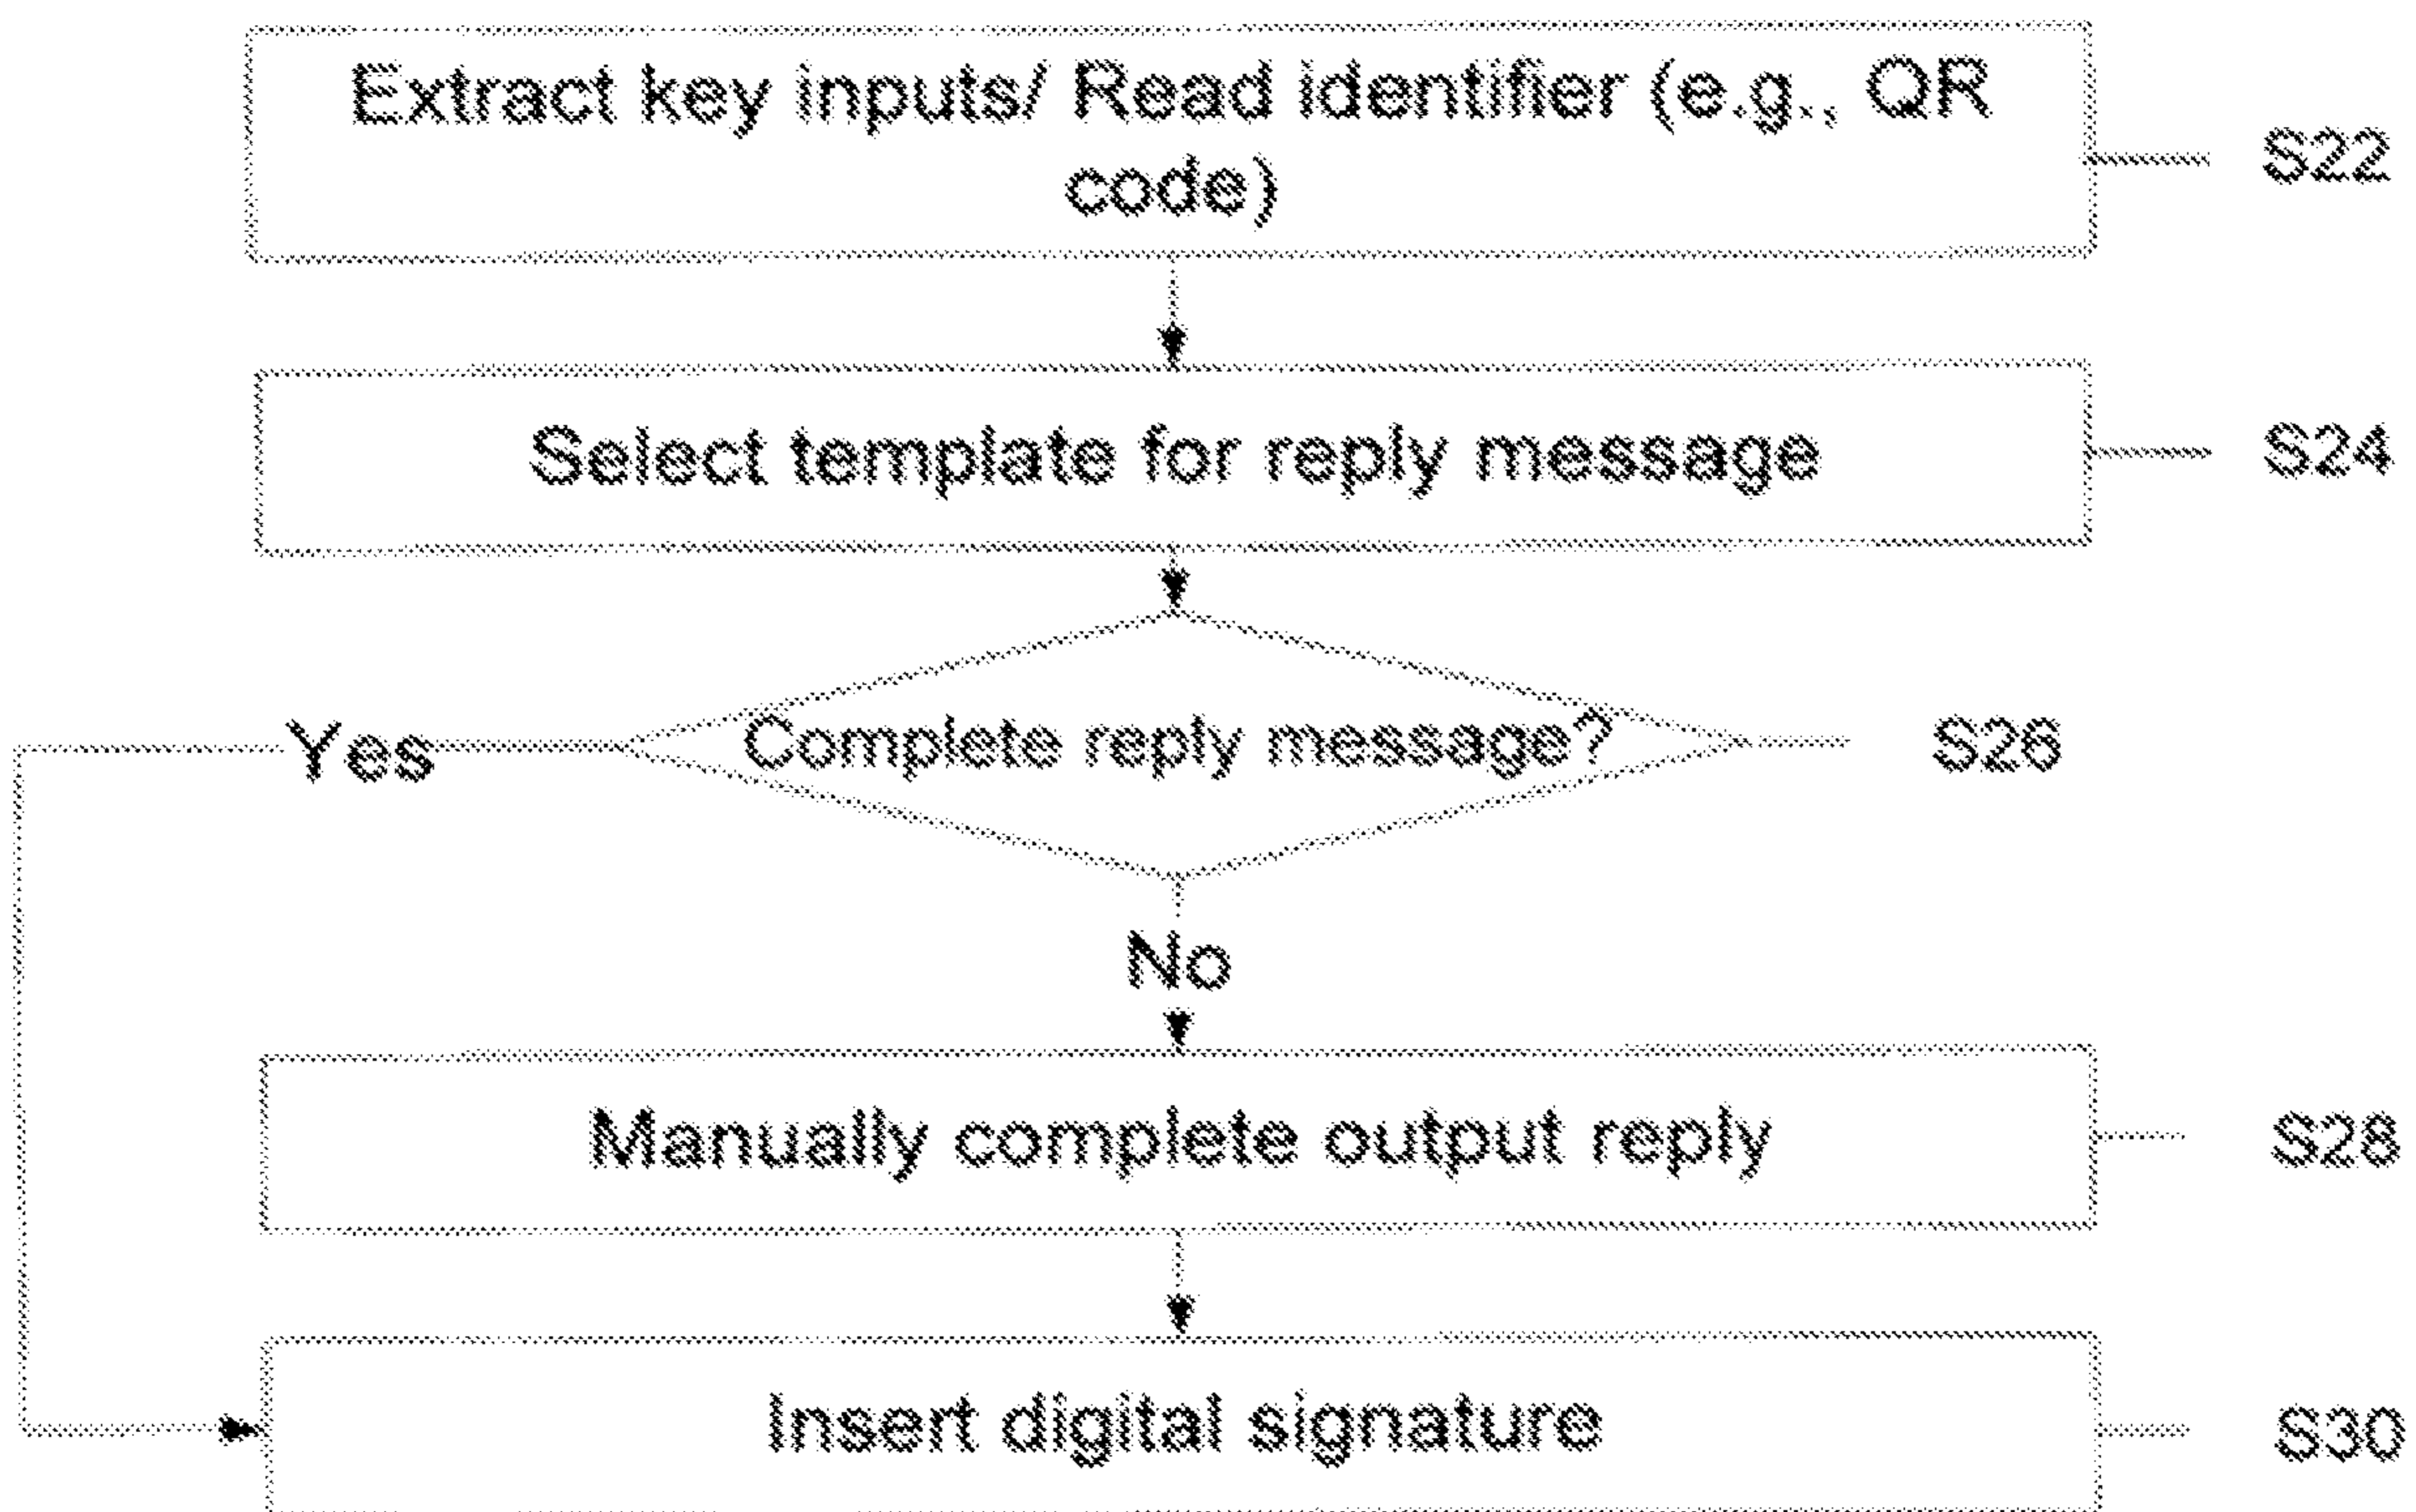 Extract key inputs/ Read identifier (e.g., QR
code)
S22
Select template for reply message
S24
Yes
Complete reply message?
S26
No
Manually complete output reply
S28
Insert digital signature
S30